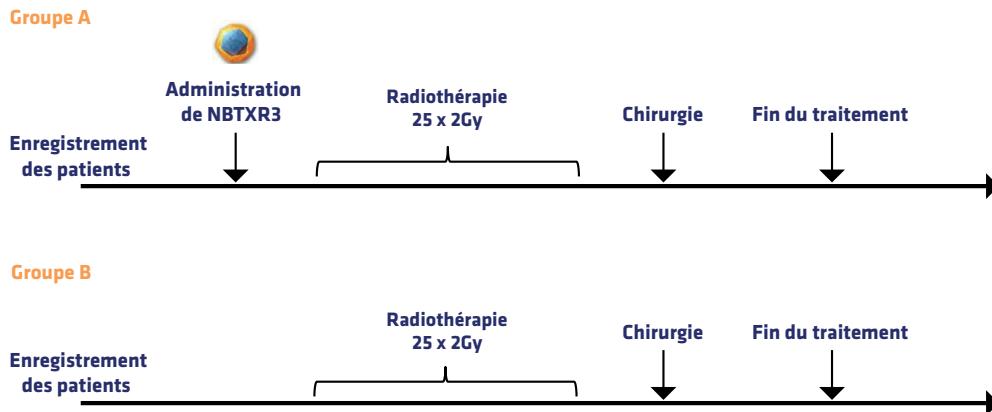 Groupe A
Administration
de NBTXR3
Radiothérapie
25 x 2Gy
Chirurgie
Fin du traitement
Enregistrement
des patients
Groupe B
Radiothérapie
25 x 2Gy
Chirurgie
Fin du traitement
Enregistrement
des patients